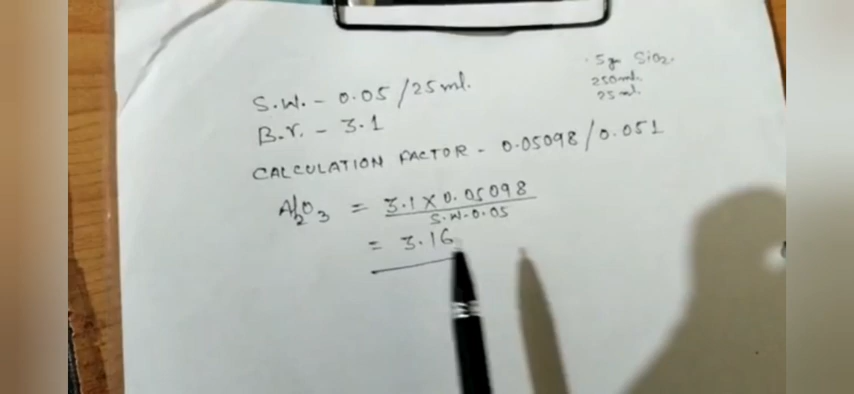 .5gm SiO2.
250ml.
25ml.
S.W. - 0.05/25ml.
B.r. - 3.1
CALCULATION FACTOR - 0.05098/0.051
Al2O3 = 3.1 X 0.05098
S.W-0.05
= 3.16